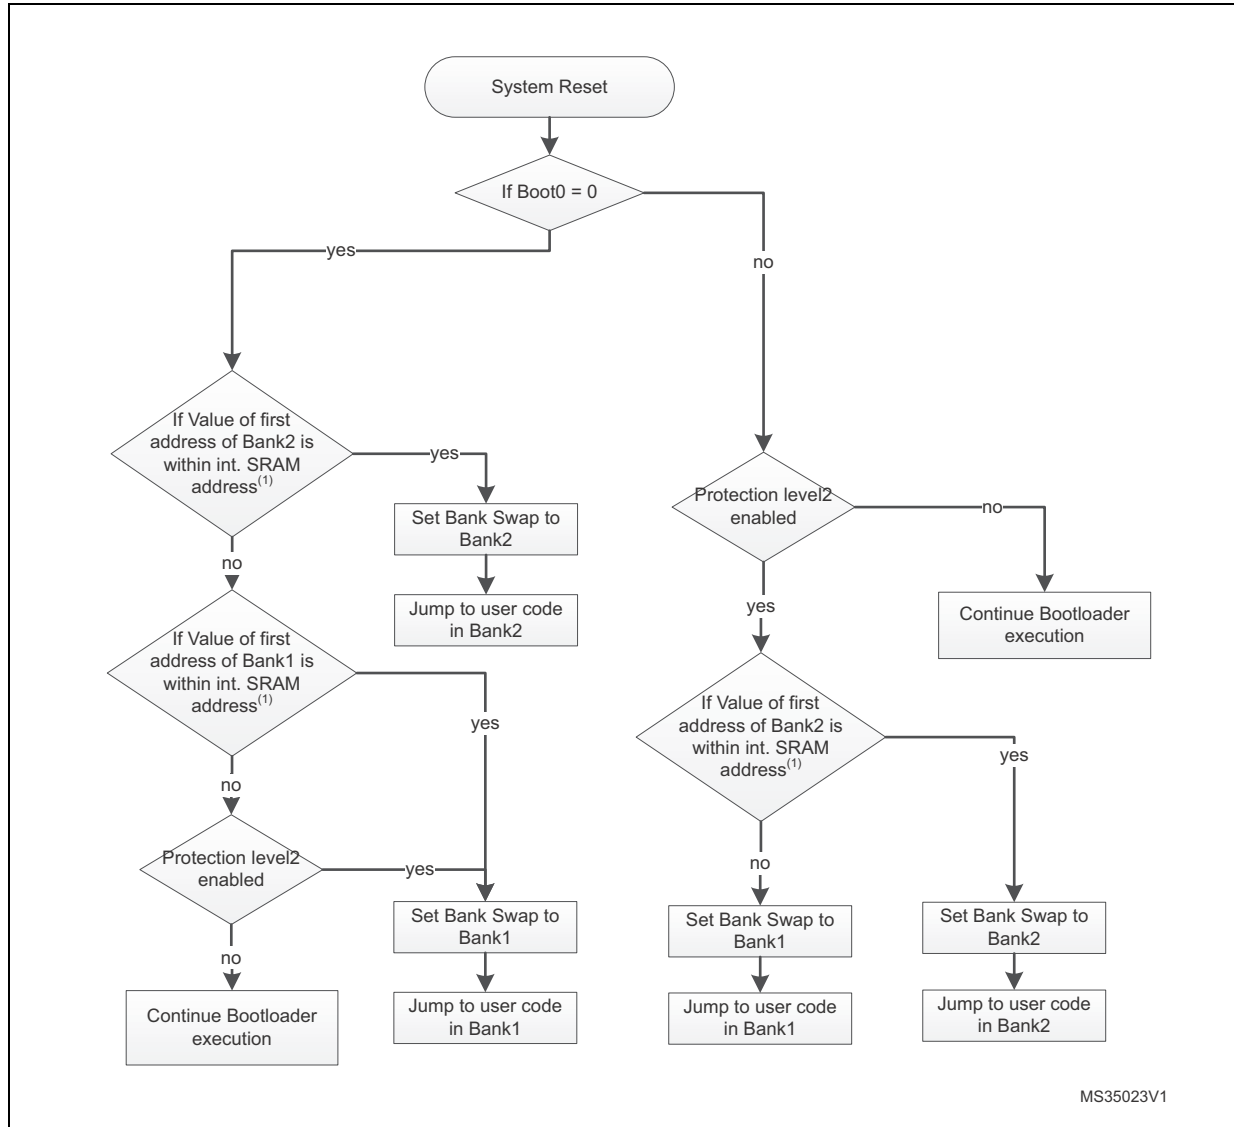 System Reset
If Boot0 = 0
yes
no
If Value of first
address of Bank2 is
within int. SRAM
address(1)
yes
Set Bank Swap to
Bank2
Jump to user code
in Bank2
no
If Value of first
address of Bank1 is
within int. SRAM
address(1)
yes
no
Protection level2
enabled
yes
Set Bank Swap to
Bank1
Jump to user code
in Bank1
no
Continue Bootloader
execution
Protection level2
enabled
no
Continue Bootloader
execution
yes
If Value of first
address of Bank2 is
within int. SRAM
address(1)
yes
no
Set Bank Swap to
Bank1
Jump to user code
in Bank1
Set Bank Swap to
Bank2
Jump to user code
in Bank2
MS35023V1